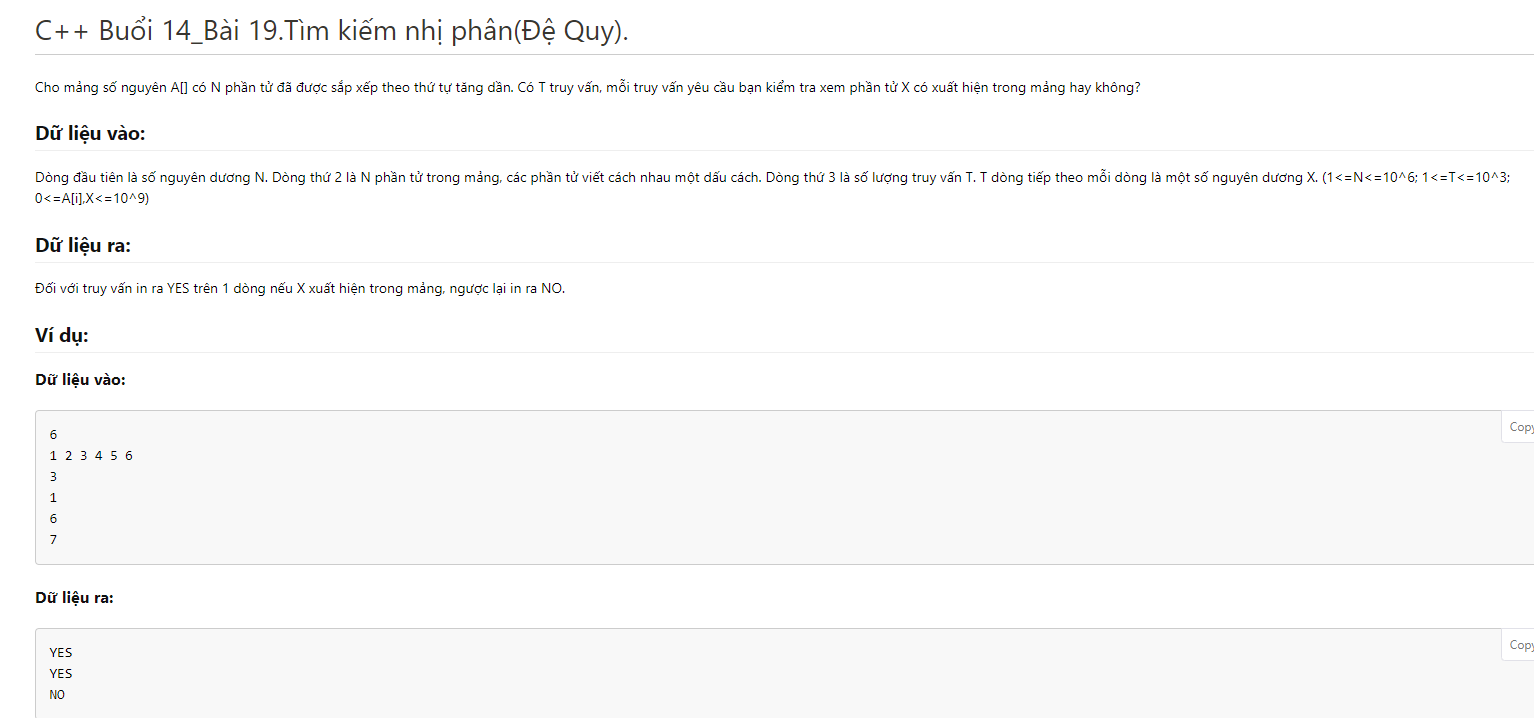 C++ Buổi 14_Bài 19.Tìm kiếm nhị phân(Đệ Quy).
Cho mảng số nguyên A[] có N phần tử đã được sắp xếp theo thứ tự tăng dần. Có T truy vấn, mỗi truy vấn yêu cầu bạn kiểm tra xem phần tử X có xuất hiện trong mảng hay không?
Dữ liệu vào:
Dòng đầu tiên là số nguyên dương N. Dòng thứ 2 là N phần tử trong mảng, các phần tử viết cách nhau một dấu cách. Dòng thứ 3 là số lượng truy vấn T. T dòng tiếp theo mỗi dòng là một số nguyên dương X. (1<=N<=10^6; 1<=T<=10^3;
0<=A[i],X<=10^9)
Dữ liệu ra:
Đối với truy vấn in ra YES trên 1 dòng nếu X xuất hiện trong mảng, ngược lại in ra NO.
Ví dụ:
Dữ liệu vào:
Copy
6
1 2 3 4 5 6
3
1
6
7
Dữ liệu ra:
Copy
YES
YES
NO